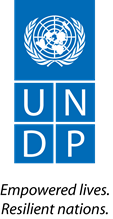 U N
D P
Empowered lives.
Resilient nations.